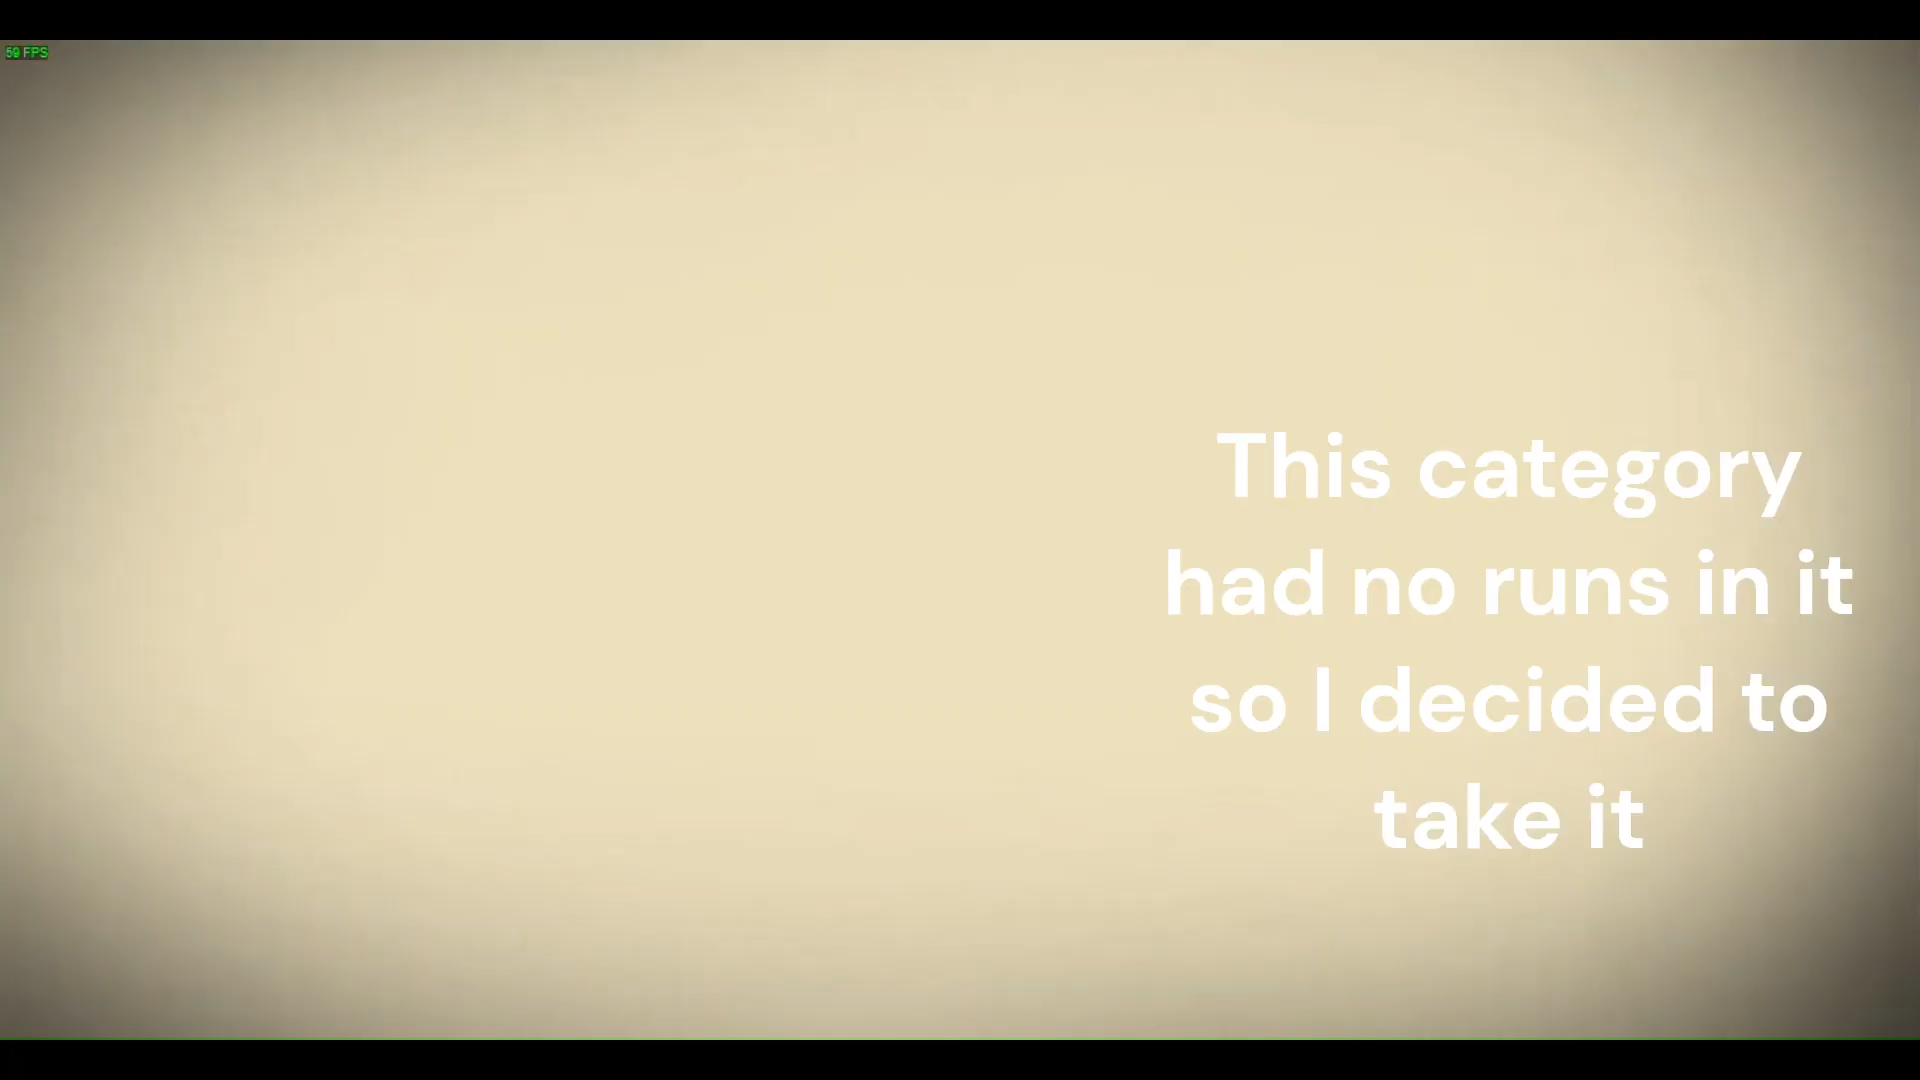 59 FPS
This category
had no runs in it
so I decided to
take it